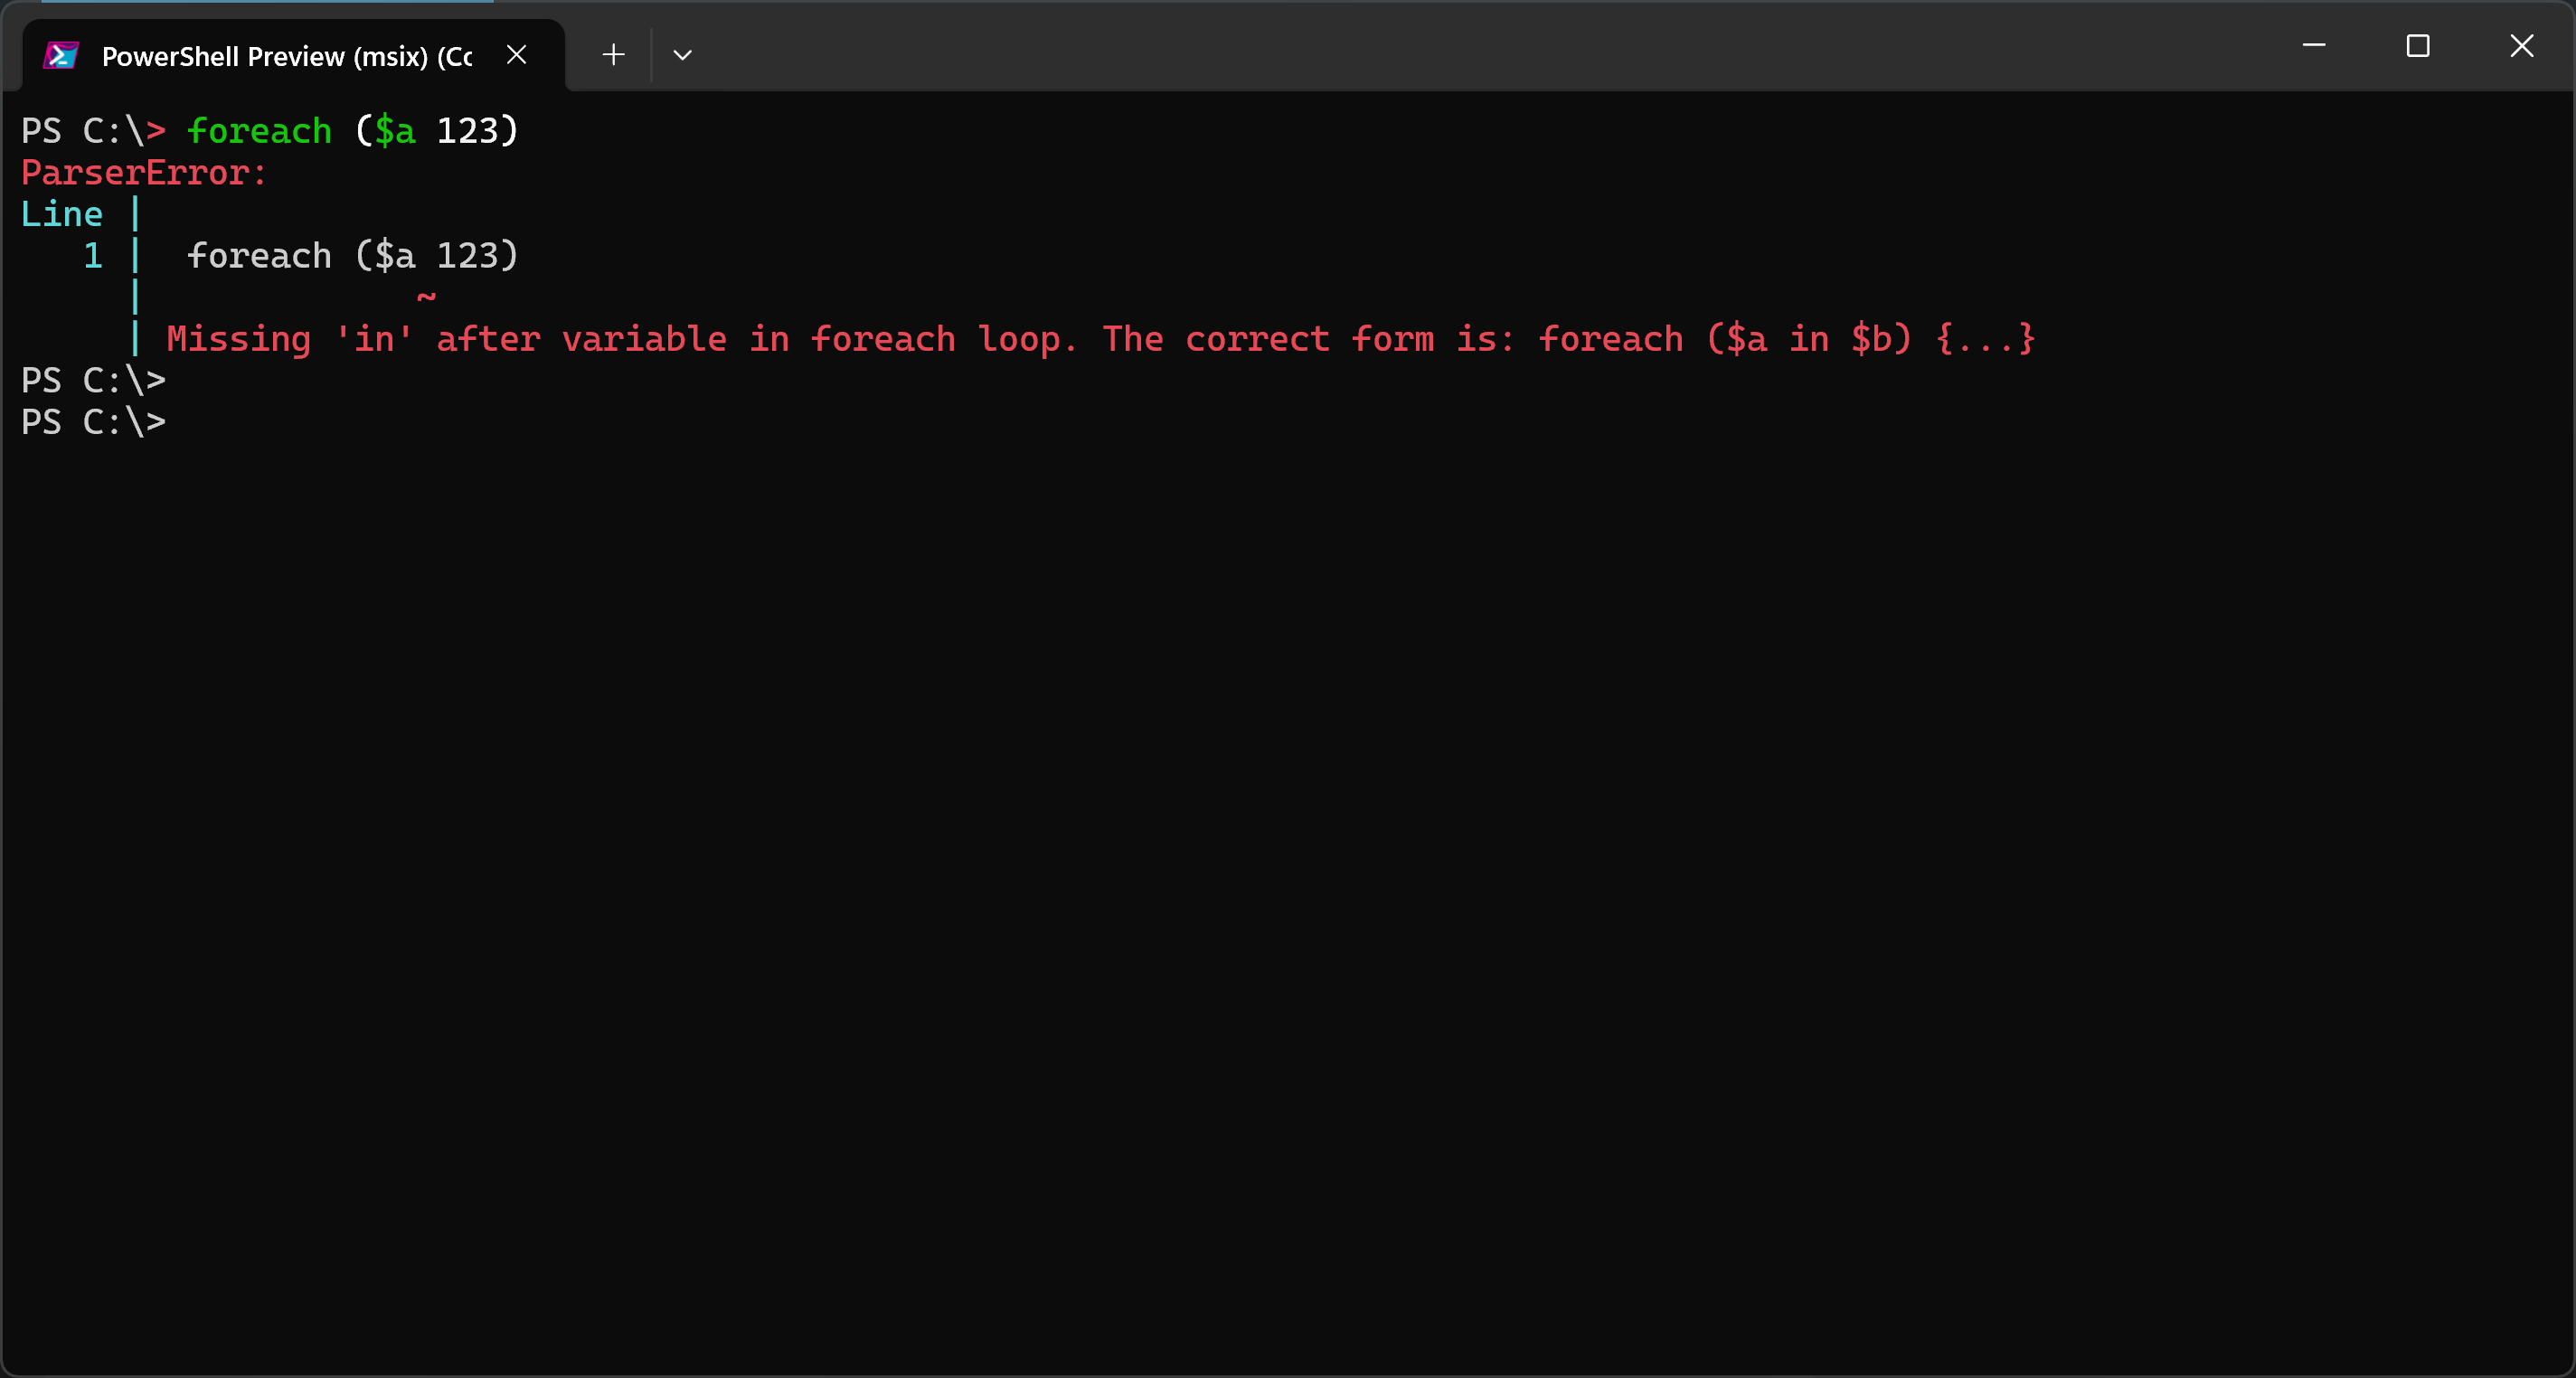 PowerShell Preview (msix) (Cc
PS C:\> foreach ($a 123)
ParserError:
Line |
   1 |  foreach ($a 123)
     |             ~
     | Missing 'in' after variable in foreach loop. The correct form is: foreach ($a in $b) {...}
PS C:\>
PS C:\>